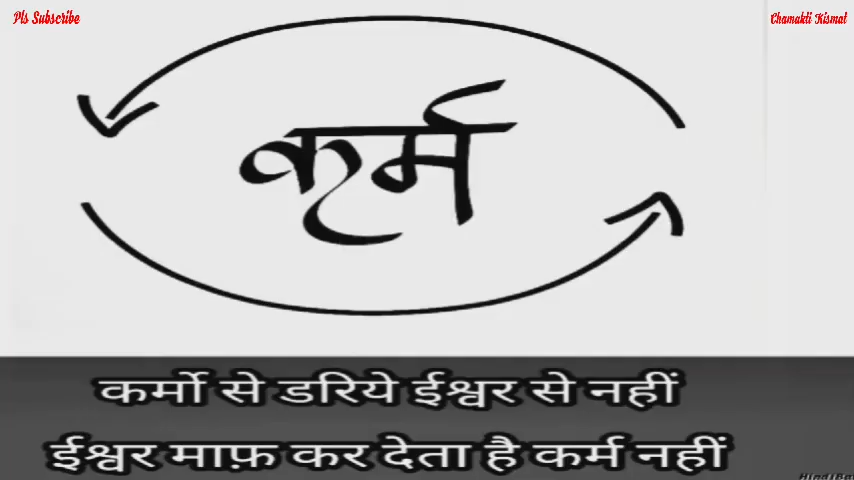 Pls Subscribe
Chamakti Kismat
कर्म
कर्मो से डरिये ईश्वर से नहीं
ईश्वर माफ़ कर देता है कर्म नहीं